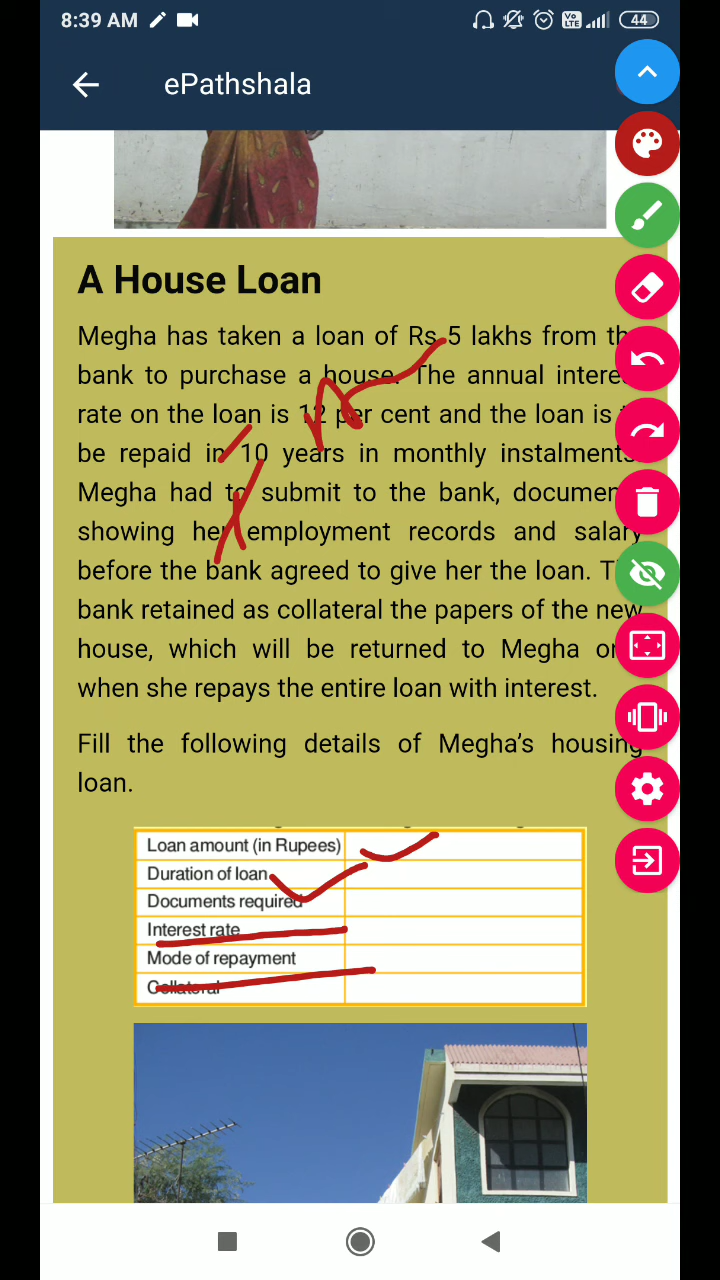 8:39 AM
Vo LTE
44
ePathshala
A House Loan
Megha has taken a loan of Rs 5 lakhs from
bank to purchase a house. The annual
rate on the loan is 12 per cent and the loan is
be repaid in 10 years in monthly instalments
Megha had to submit to the bank,
showing her employment records and salary
before the bank agreed to give her the loan.
bank retained as collateral the papers of the new
house, which will be returned to Megha
when she repays the entire loan with interest.
Fill the following details of Megha's housing
loan.
Loan amount (in Rupees)
Duration of loan
Documents required
Interest rate
Mode of repayment
Collateral